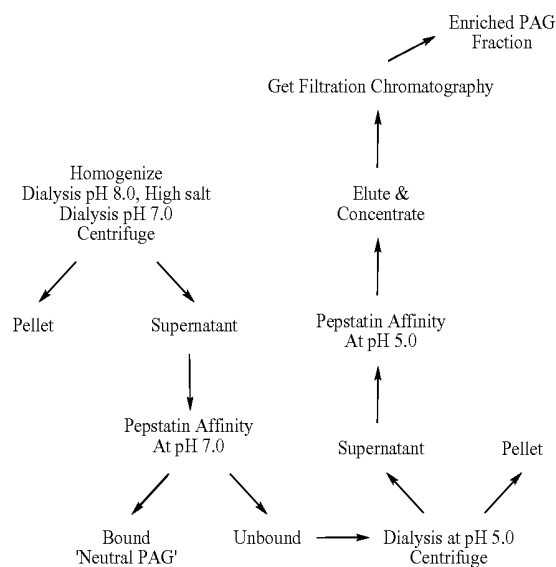 Homogenize
Dialysis pH 8.0, High salt
Dialysis pH 7.0
Centrifuge
Pellet
Supernatant
Pepstatin Affinity
At pH 7.0
Bound
'Neutral PAG'
Unbound
Dialysis at pH 5.0
Centrifuge
Supernatant
Pellet
Pepstatin Affinity
At pH 5.0
Elute &
Concentrate
Get Filtration Chromatography
Enriched PAG
Fraction